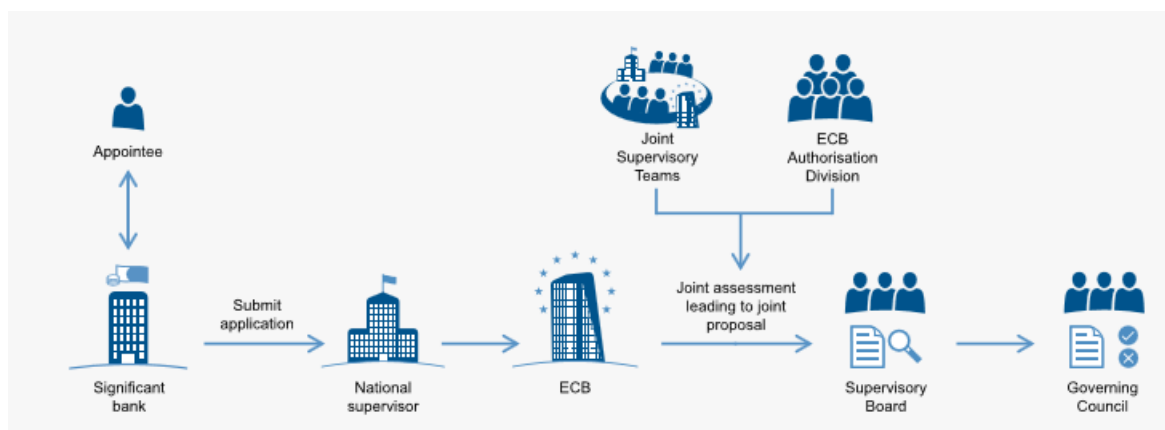 Appointee
Joint
Supervisory
Teams
ECB
Authorisation
Division
Submit
application
Joint assessment
leading to joint
proposal
Significant
bank
National
supervisor
ECB
Supervisory
Board
Governing
Council